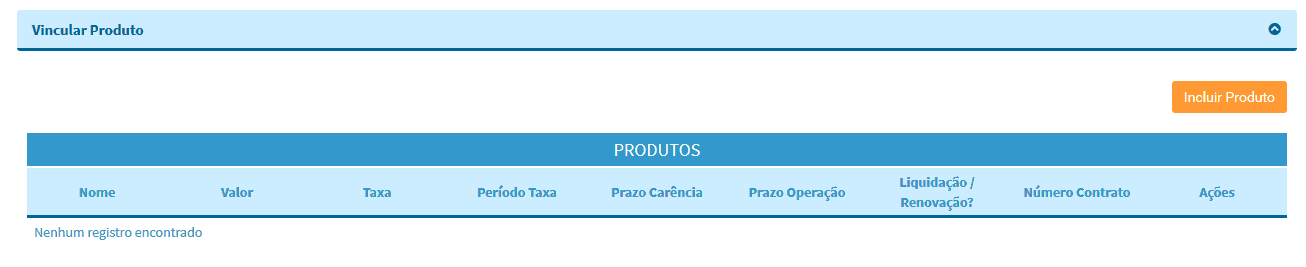 Vincular Produto
Incluir Produto
PRODUTOS
Nome Valor Taxa Período Taxa Prazo Carência Prazo Operação Liquidação / Renovação? Número Contrato Ações
Nenhum registro encontrado